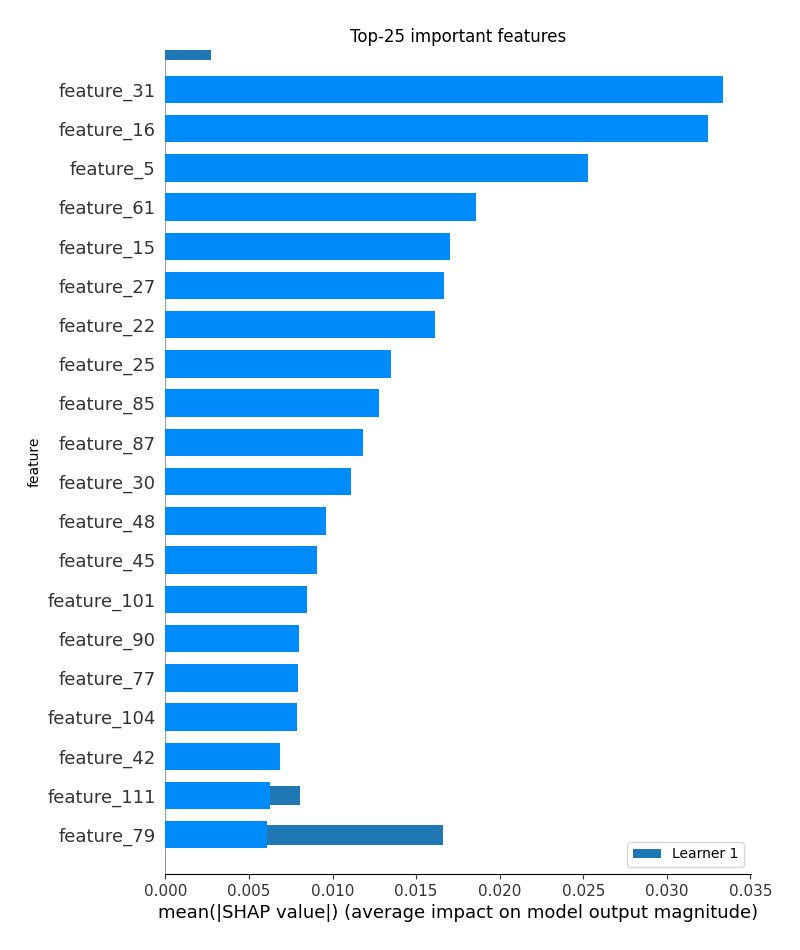 Top-25 important features
feature_31
feature_16
feature_5
feature_61
feature_15
feature_27
feature_22
feature_25
feature_85
feature_87
feature_30
feature_48
feature_45
feature_101
feature_90
feature_77
feature_104
feature_42
feature_111
feature_79
feature
Learner 1
0.000 0.005 0.010 0.015 0.020 0.025 0.030 0.035
mean(|SHAP value|) (average impact on model output magnitude)